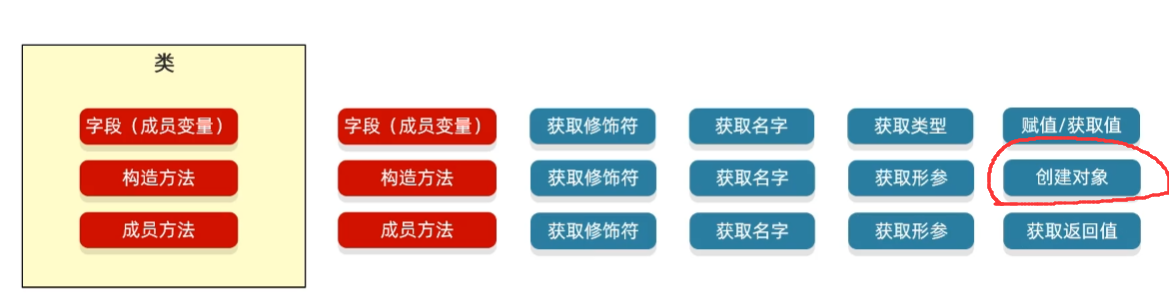 类
字段（成员变量）
构造方法
成员方法
字段（成员变量） 获取修饰符 获取名字 获取类型 赋值/获取值
构造方法 获取修饰符 获取名字 获取形参 创建对象
成员方法 获取修饰符 获取名字 获取形参 获取返回值